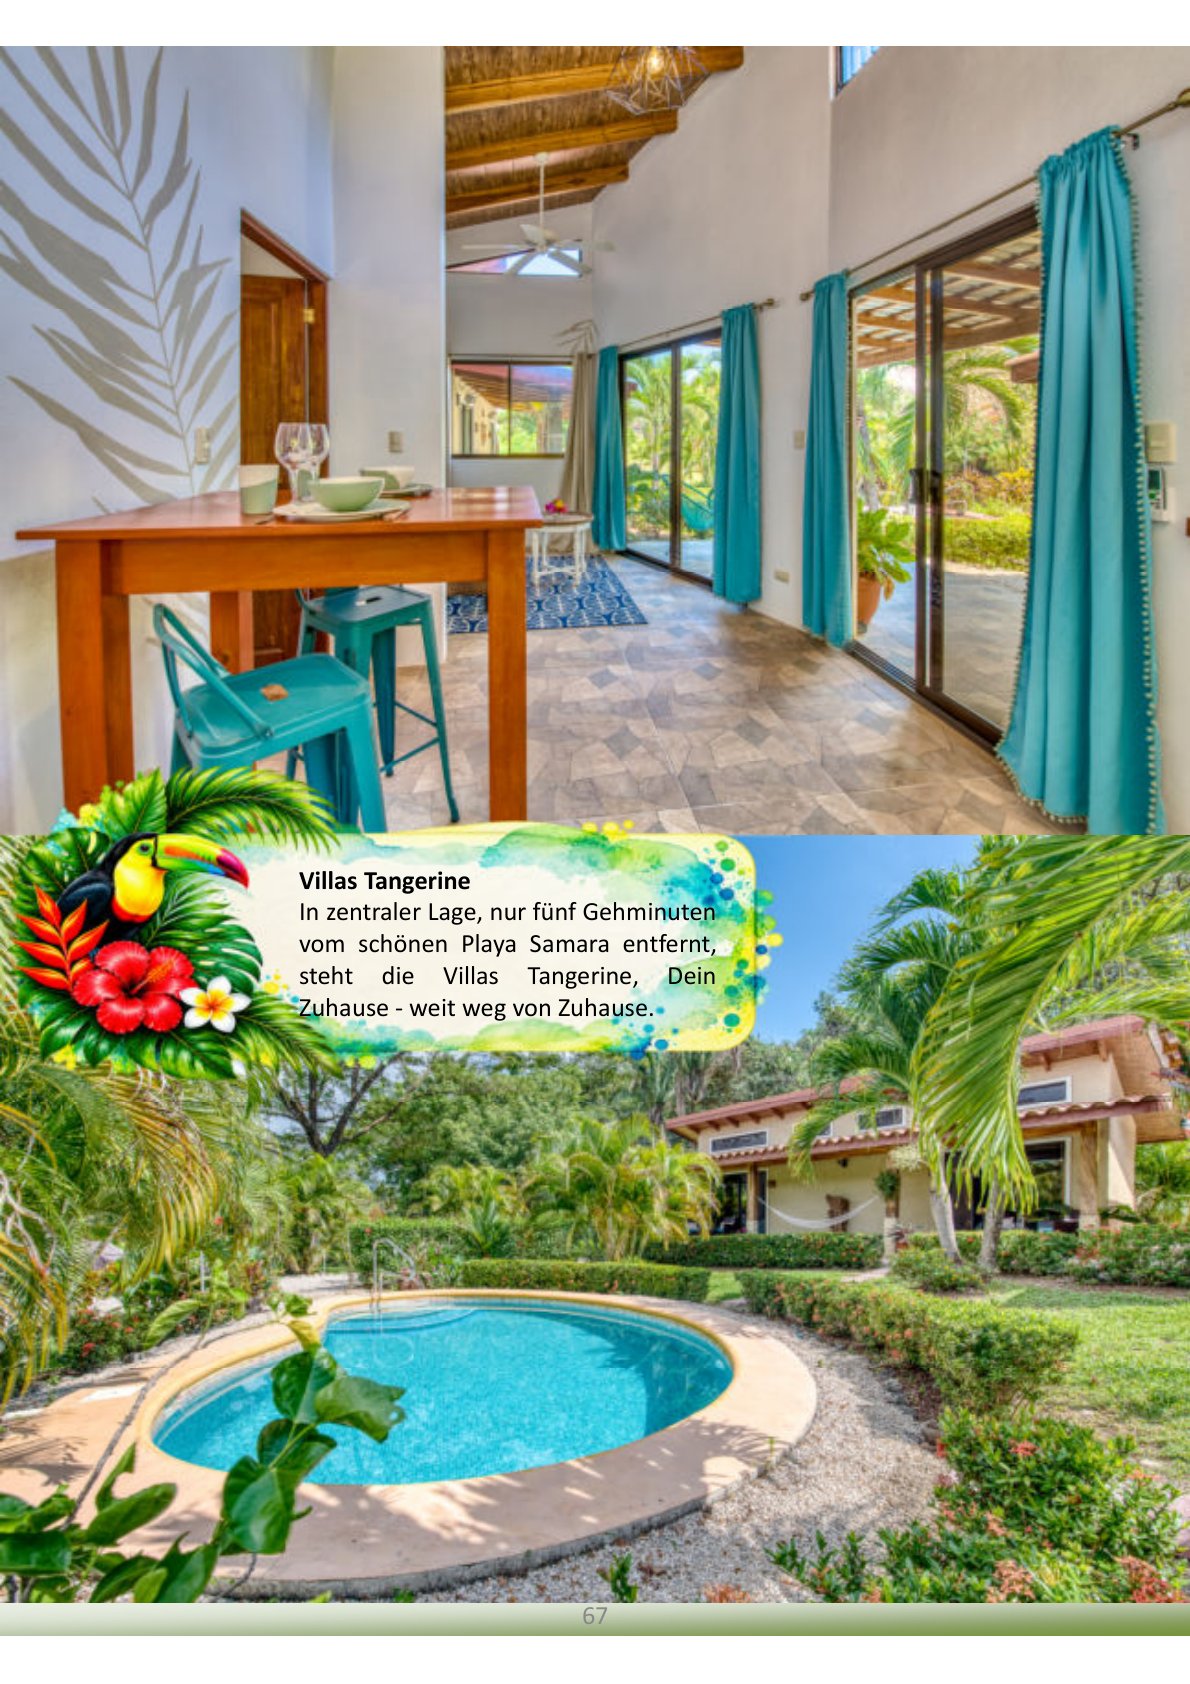 Villas Tangerine
In zentraler Lage, nur fünf Gehminuten
vom schönen Playa Samara entfernt,
steht die Villas Tangerine, Dein
Zuhause - weit weg von Zuhause.
67